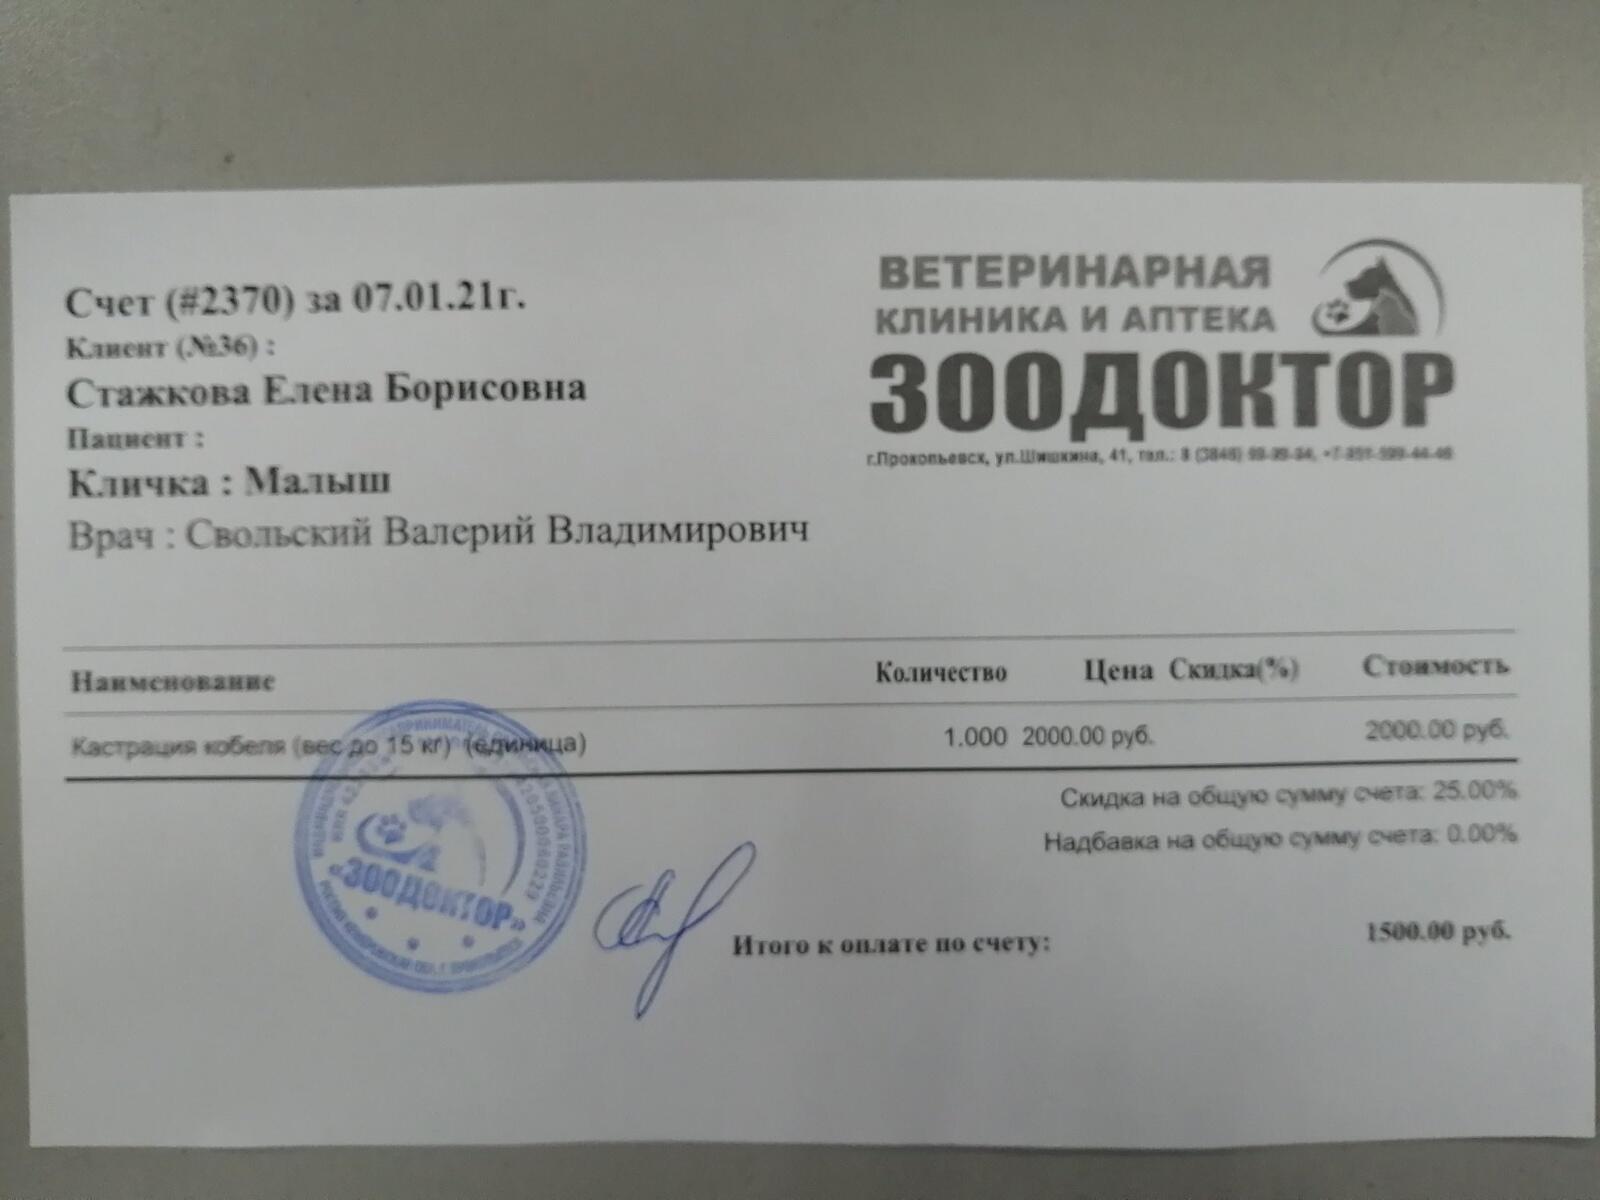 Счет (#2370) за 07.01.21г.
Клиент (№36) :
Стажкова Елена Борисовна
Пациент :
Кличка : Малыш
Врач : Свольский Валерий Владимирович
ВЕТЕРИНАРНАЯ
КЛИНИКА И АПТЕКА
ЗООДОКТОР
г.Прокопьевск, ул.Шишкина, 41, тел.: 8 (3846)
Наименование Количество Цена Скидка(%) Стоимость
Кастрация кобеля (вес до 15 кг) (единица) 1.000 2000.00 руб. 2000.00 руб.
Скидка на общую сумму счета: 25.00%
Надбавка на общую сумму счета: 0.00%
«ЗООДОКТОР»
Итого к оплате по счету: 1500.00 руб.